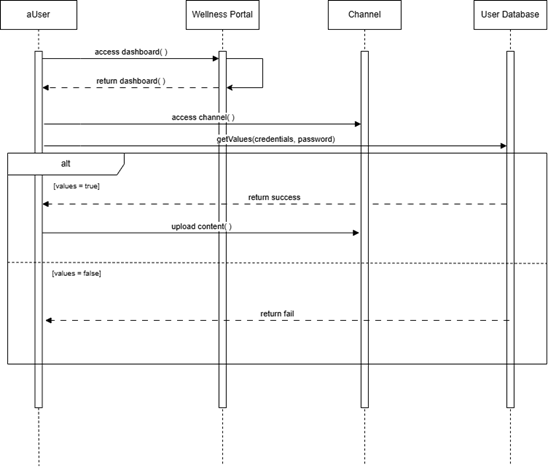 aUser
Wellness Portal
Channel
User Database
access dashboard( )
return dashboard( )
access channel( )
getValues(credentials, password)
alt
[values = true]
return success
upload content( )
[values = false]
return fail